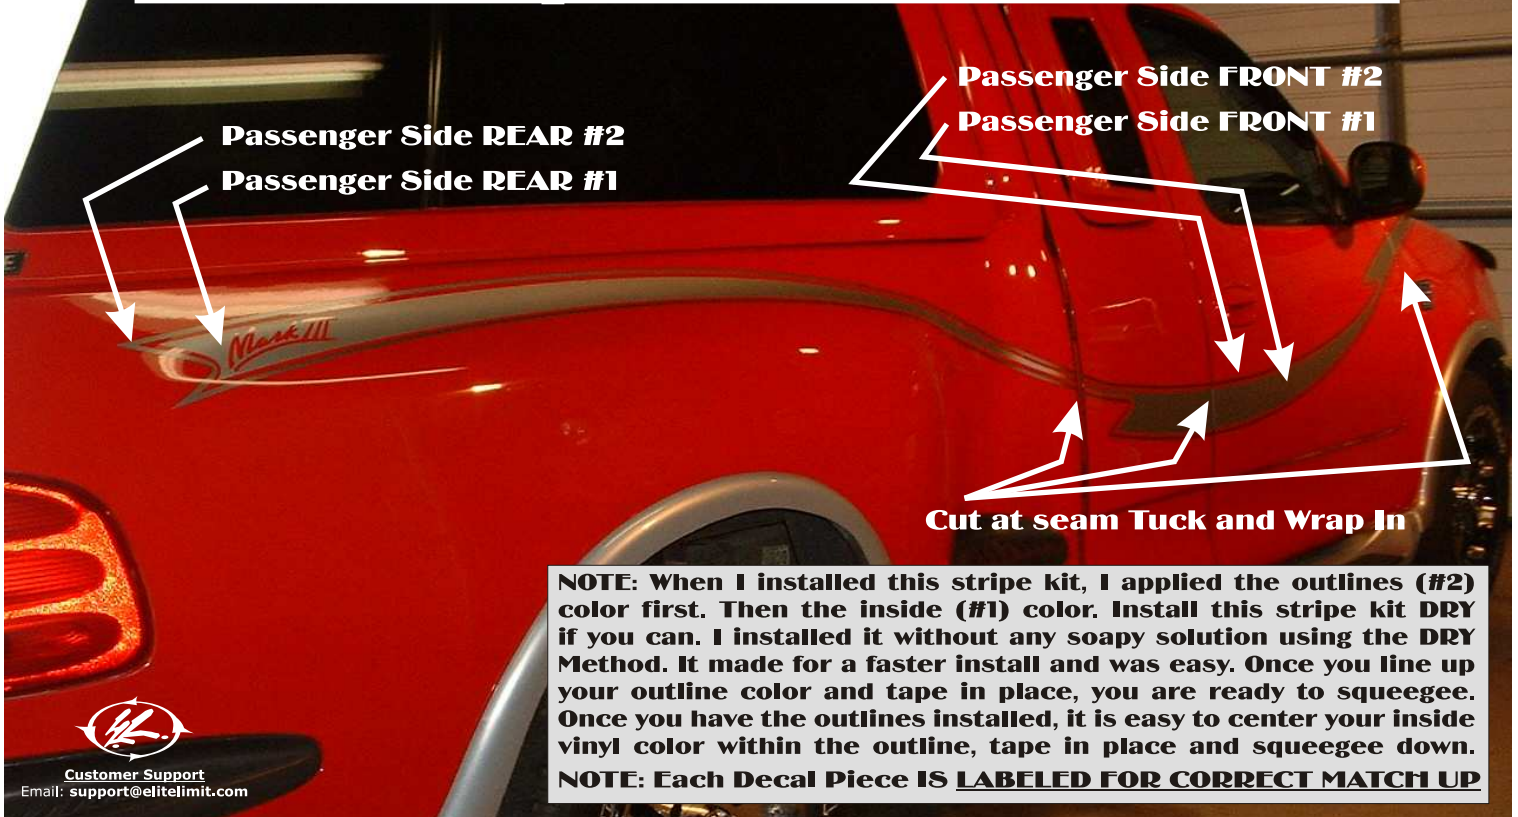 Passenger Side FRONT #2
Passenger Side FRONT #1
Passenger Side REAR #2
Passenger Side REAR #1
Mark III
Cut at seam Tuck and Wrap In
NOTE: When I installed this stripe kit, I applied the outlines (#2)
color first. Then the inside (#1) color. Install this stripe kit DRY
if you can. I installed it without any soapy solution using the DRY
Method. It made for a faster install and was easy. Once you line up
your outline color and tape in place, you are ready to squeegee.
Once you have the outlines installed, it is easy to center your inside
vinyl color within the outline, tape in place and squeegee down.
NOTE: Each Decal Piece IS LABELED FOR CORRECT MATCH UP
Customer Support
Email: support@elitelimit.com